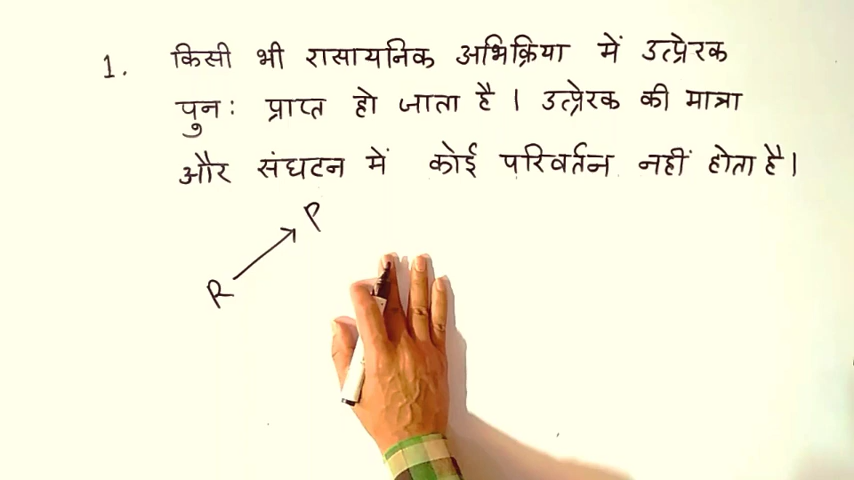 1. किसी भी रासायनिक अभिक्रिया में उत्प्रेरक
पुनः प्राप्त हो जाता है। उत्प्रेरक की मात्रा
और संघटन में कोई परिवर्तन नहीं होता है।
P
R